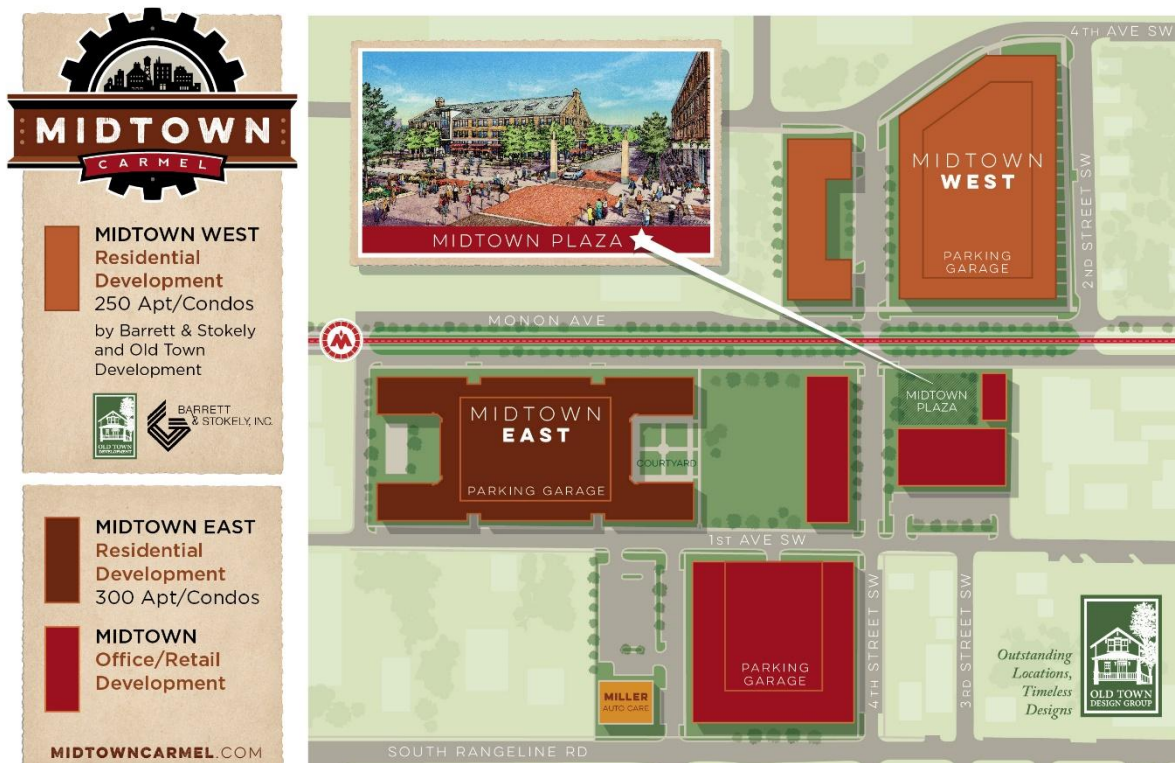 MIDTOWN
CARMEL
MIDTOWN WEST
Residential
Development
250 Apt/Condos
by Barrett & Stokely
and Old Town
Development
OLD TOWN
DEVELOPMENT
BARRETT
& STOKELY, INC.
MIDTOWN EAST
Residential
Development
300 Apt/Condos
MIDTOWN
Office/Retail
Development
MIDTOWNCARMEL.COM
MIDTOWN PLAZA
4TH AVE SW
MIDTOWN
WEST
PARKING
GARAGE
2ND STREET SW
MONON AVE
M
MIDTOWN
EAST
PARKING GARAGE
COURTYARD
MIDTOWN
PLAZA
1ST AVE SW
PARKING
GARAGE
4TH STREET SW
3RD STREET SW
MILLER
AUTO CARE
SOUTH RANGELINE RD
Outstanding
Locations,
Timeless
Designs
OLD TOWN
DESIGN GROUP